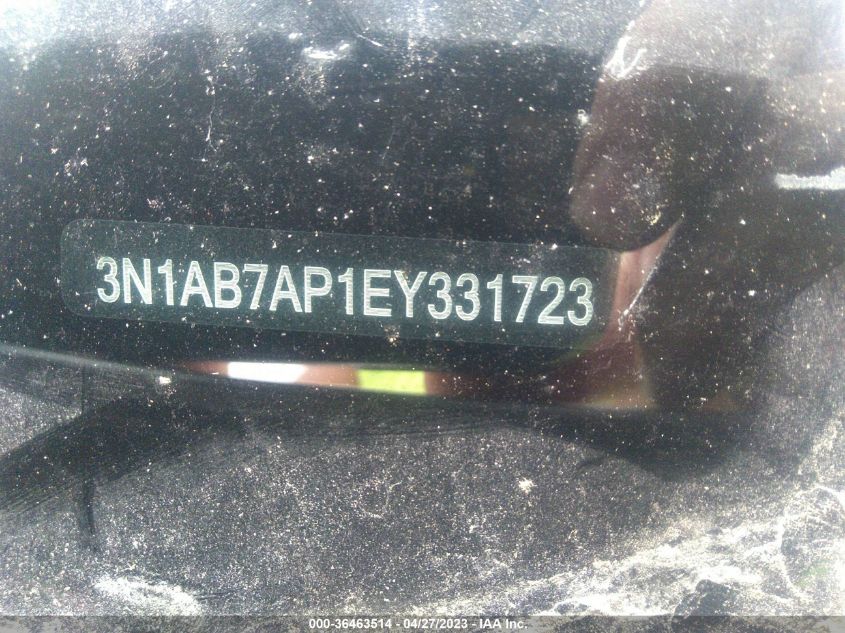 3N1AB7AP1EY331723
000-36463514 - 04/27/2023 - IAA Inc.